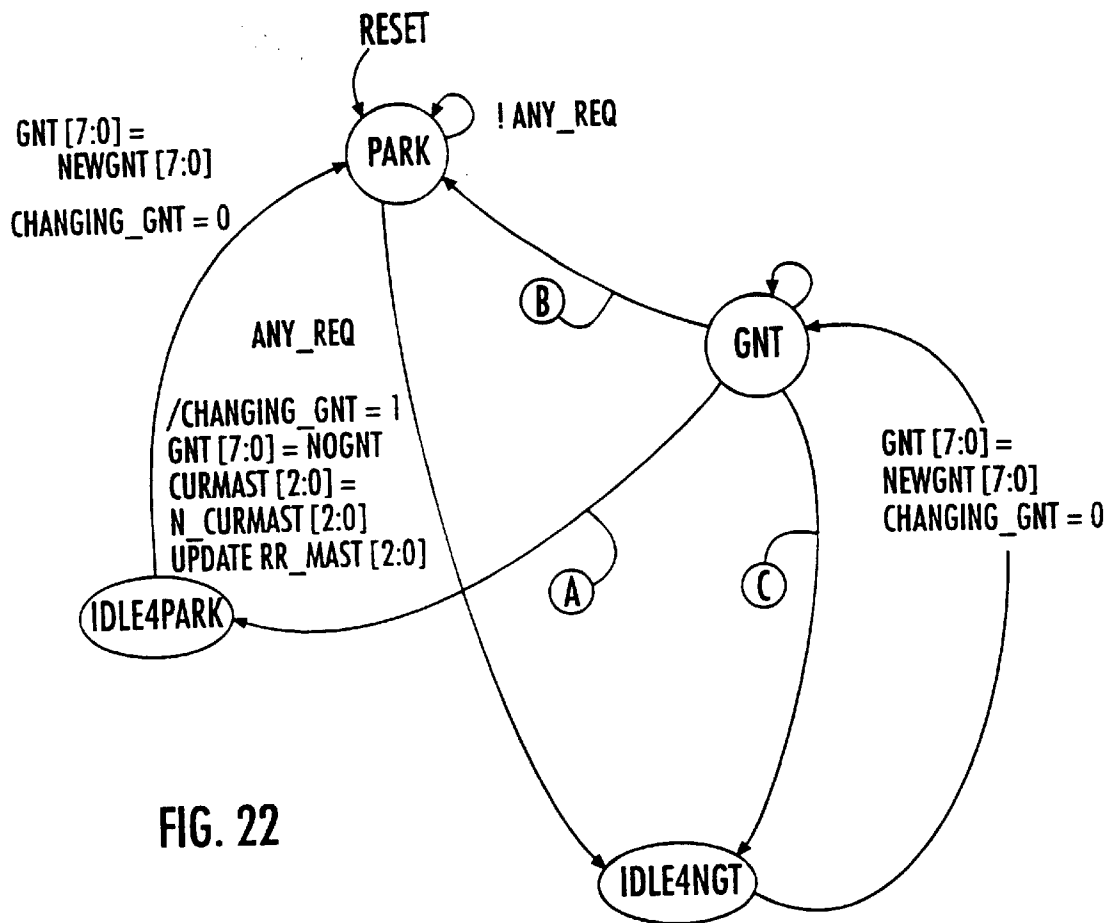 RESET
! ANY_REQ
GNT [7:0] =
NEWGNT [7:0]
CHANGING_GNT = 0
PARK
B
GNT
ANY_REQ
/CHANGING_GNT = 1
GNT [7:0] = NOGNT
CURMAST [2:0] =
N_CURMAST [2:0]
UPDATE RR_MAST [2:0]
GNT [7:0] =
NEWGNT [7:0]
CHANGING_GNT = 0
IDLE4PARK
A
C
FIG. 22
IDLE4NGT